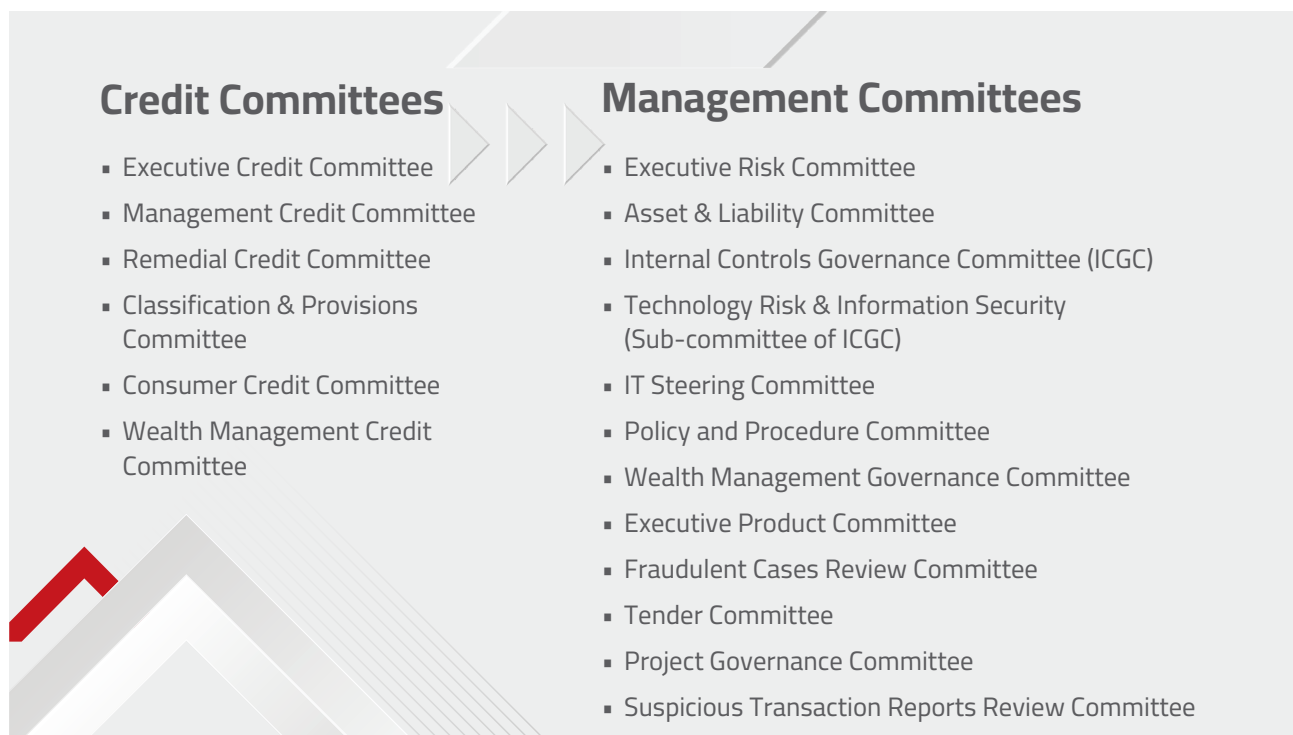 Credit Committees
▪ Executive Credit Committee
▪ Management Credit Committee
▪ Remedial Credit Committee
▪ Classification & Provisions
Committee
▪ Consumer Credit Committee
▪ Wealth Management Credit
Committee
Management Committees
▪ Executive Risk Committee
▪ Asset & Liability Committee
▪ Internal Controls Governance Committee (ICGC)
▪ Technology Risk & Information Security
(Sub-committee of ICGC)
▪ IT Steering Committee
▪ Policy and Procedure Committee
▪ Wealth Management Governance Committee
▪ Executive Product Committee
▪ Fraudulent Cases Review Committee
▪ Tender Committee
▪ Project Governance Committee
▪ Suspicious Transaction Reports Review Committee